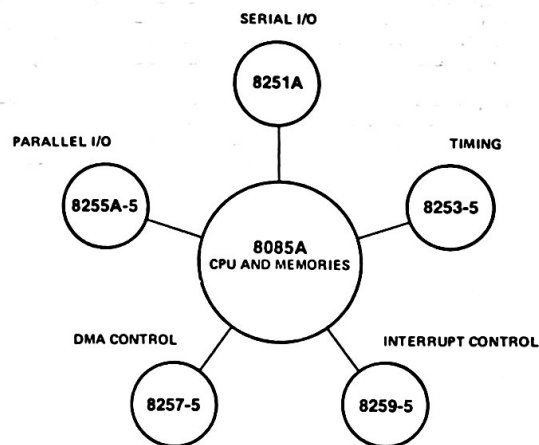 SERIAL I/O
8251A
PARALLEL I/O
TIMING
8255A-5
8253-5
8085A
CPU AND MEMORIES
DMA CONTROL
INTERRUPT CONTROL
8257-5
8259-5